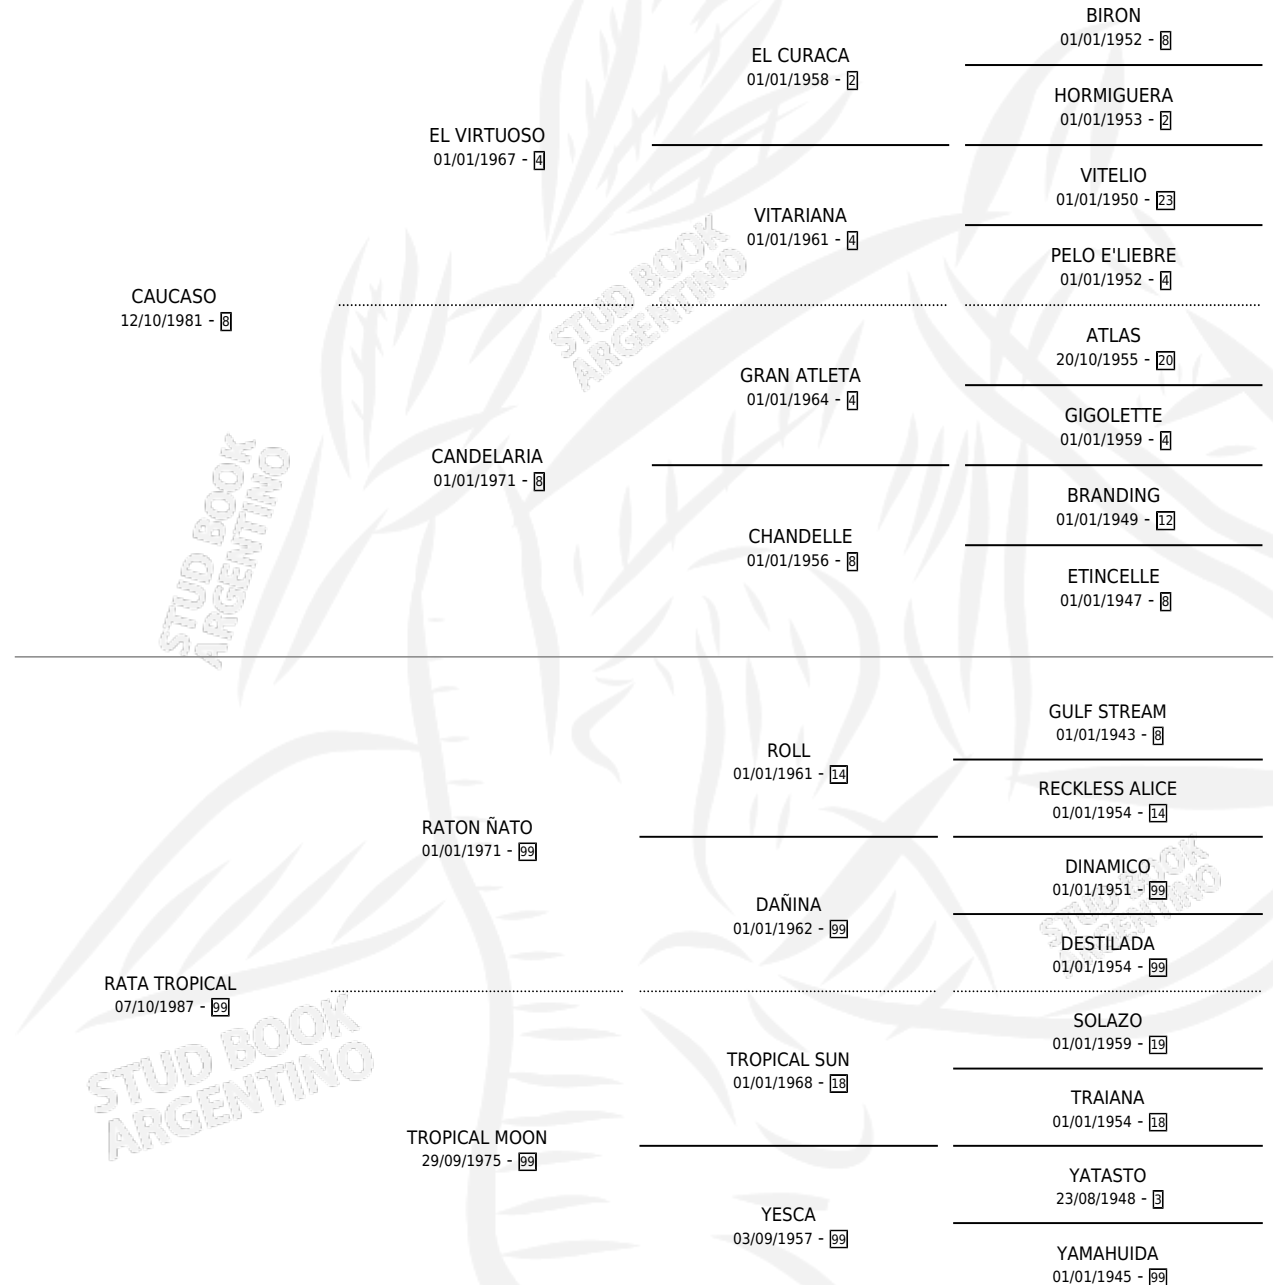 BIRON
01/01/1952 - 8
EL CURACA
01/01/1958 - 2
HORMIGUERA
01/01/1953 - 2
EL VIRTUOSO
01/01/1967 - 4
VITELIO
01/01/1950 - 23
VITARIANA
01/01/1961 - 4
PELO E'LIEBRE
01/01/1952 - 4
CAUCASO
12/10/1981 - 8
ATLAS
20/10/1955 - 20
GRAN ATLETA
01/01/1964 - 4
GIGOLETTE
01/01/1959 - 4
CANDELARIA
01/01/1971 - 8
BRANDING
01/01/1949 - 12
CHANDELLE
01/01/1956 - 8
ETINCELLE
01/01/1947 - 8
GULF STREAM
01/01/1943 - 8
ROLL
01/01/1961 - 14
RECKLESS ALICE
01/01/1954 - 14
RATON ÑATO
01/01/1971 - 99
DINAMICO
01/01/1951 - 99
DAÑINA
01/01/1962 - 99
DESTILADA
01/01/1954 - 99
RATA TROPICAL
07/10/1987 - 99
SOLAZO
01/01/1959 - 19
TROPICAL SUN
01/01/1968 - 18
TRAIANA
01/01/1954 - 18
TROPICAL MOON
29/09/1975 - 99
YATASTO
23/08/1948 - 3
YESCA
03/09/1957 - 99
YAMAHUIDA
01/01/1945 - 99
STUD BOOK
ARGENTINO
STUD BOOK
ARGENTINO
STUD BOOK
ARGENTINO
STUD BOOK
ARGENTINO